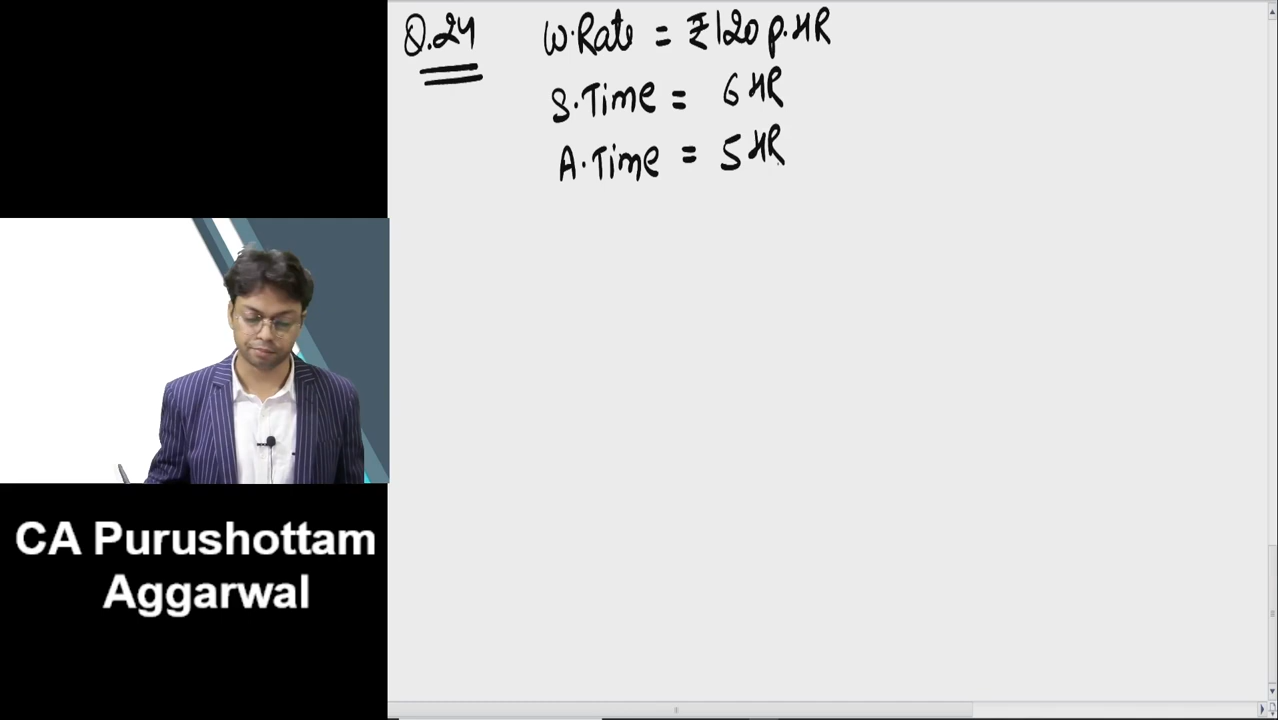 Q.24 W.Rate = ₹120 p.HR
S.Time = 6 HR
A.Time = 5 HR
CA Purushottam
Aggarwal